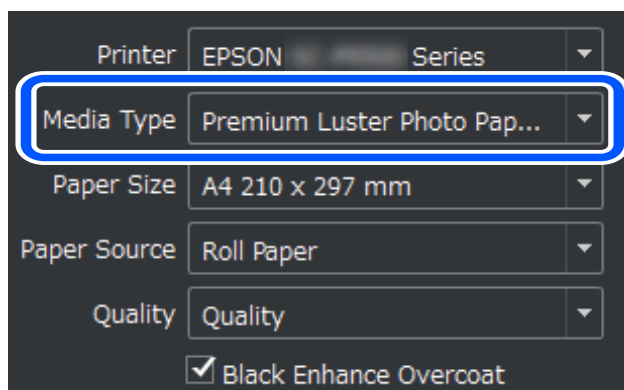 Printer EPSON Series
Media Type Premium Luster Photo Pap...
Paper Size A4 210 x 297 mm
Paper Source Roll Paper
Quality Quality
Black Enhance Overcoat